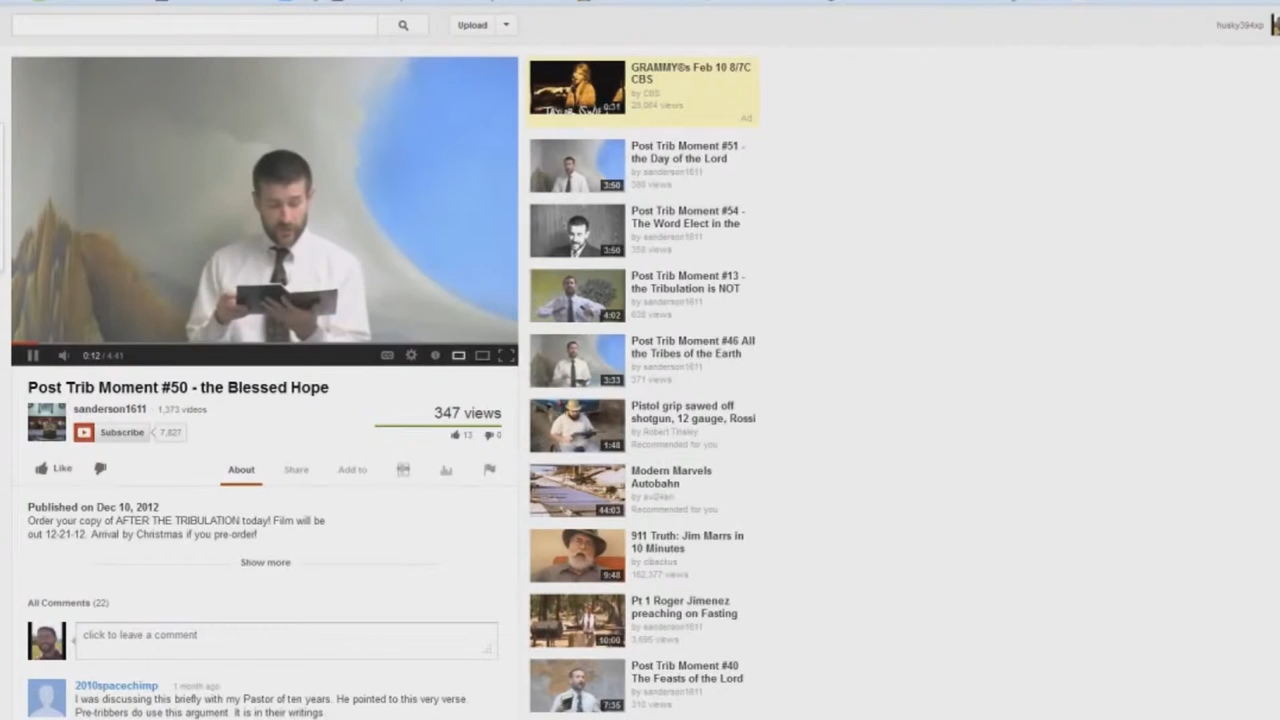 Upload
husky394xp
0:12 / 4:41
Post Trib Moment #50 - the Blessed Hope
sanderson1611 · 1,373 videos
Subscribe 7,827
347 views
13 0
Like
About Share Add to
Published on Dec 10, 2012
Order your copy of AFTER THE TRIBULATION today! Film will be
out 12-21-12. Arrival by Christmas if you pre-order!
Show more
All Comments (22)
click to leave a comment
2010spacechimp 1 month ago
I was discussing this briefly with my Pastor of ten years. He pointed to this very verse.
Pre-tribbers do use this argument. It is in their writings.
TAYLOR SWIFT
0:31
GRAMMY®s Feb 10 8/7C
CBS
by CBS
views
Ad
3:50
Post Trib Moment #51 -
the Day of the Lord
by sanderson1611
views
3:50
Post Trib Moment #54 -
The Word Elect in the
by sanderson1611
views
4:02
Post Trib Moment #13 -
the Tribulation is NOT
by sanderson1611
views
3:33
Post Trib Moment #46 All
the Tribes of the Earth
by sanderson1611
371 views
1:48
Pistol grip sawed off
shotgun, 12 gauge, Rossi
by Robert Tinsley
Recommended for you
44:03
Modern Marvels
Autobahn
by
Recommended for you
9:48
911 Truth: Jim Marrs in
10 Minutes
by
162,377 views
10:00
Pt 1 Roger Jimenez
preaching on Fasting
by sanderson1611
3,695 views
7:35
Post Trib Moment #40
The Feasts of the Lord
by sanderson1611
310 views